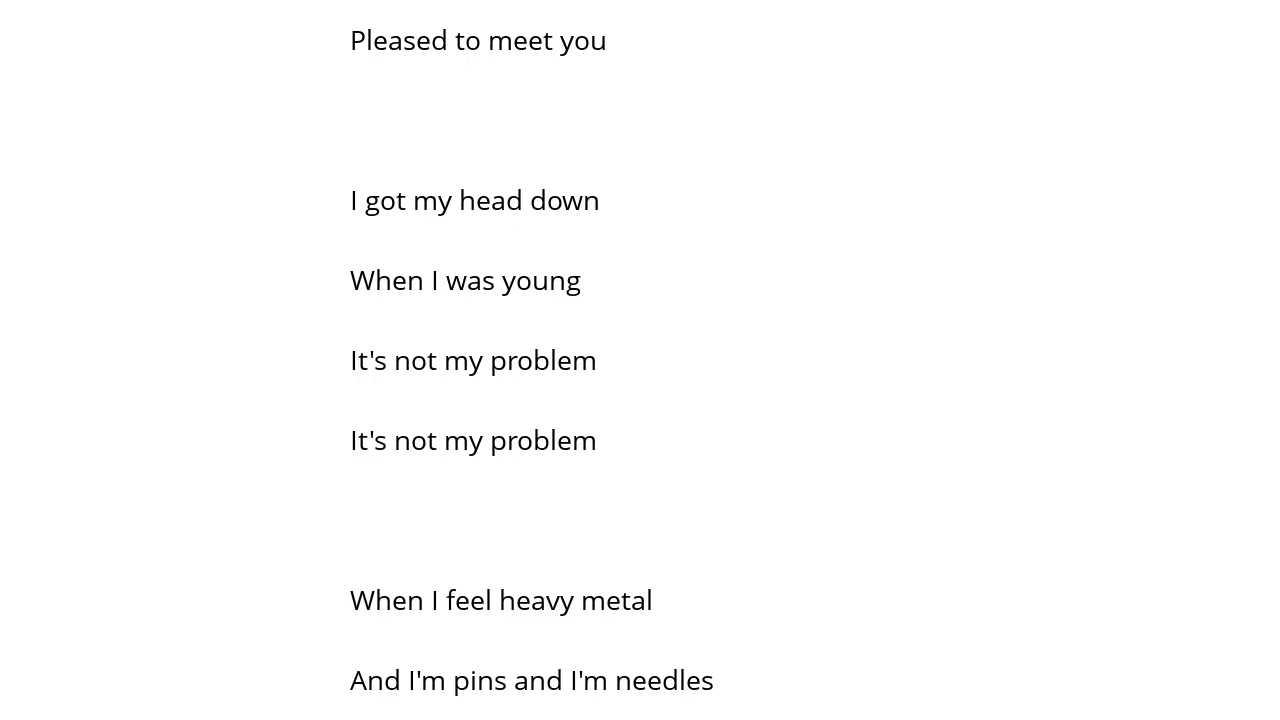 Pleased to meet you
I got my head down
When I was young
It's not my problem
It's not my problem
When I feel heavy metal
And I'm pins and I'm needles